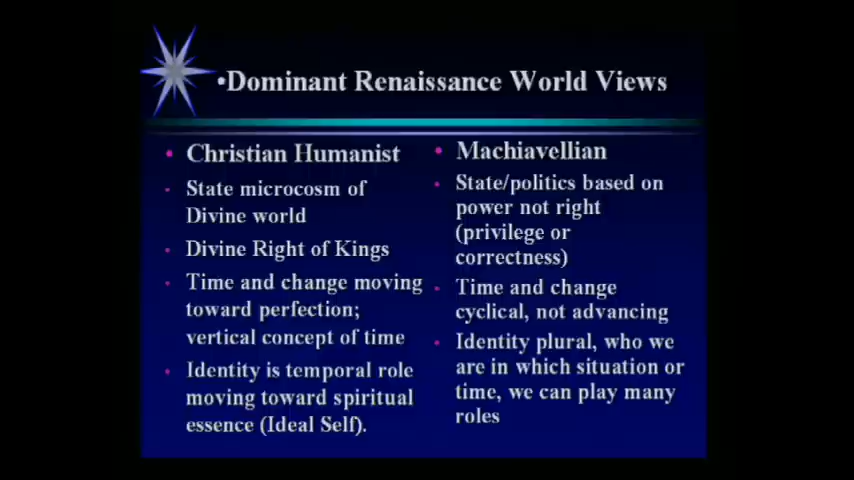 •Dominant Renaissance World Views
• Christian Humanist
• State microcosm of
Divine world
• Divine Right of Kings
• Time and change moving
toward perfection;
vertical concept of time
• Identity is temporal role
moving toward spiritual
essence (Ideal Self).
• Machiavellian
• State/politics based on
power not right
(privilege or
correctness)
• Time and change
cyclical, not advancing
• Identity plural, who we
are in which situation or
time, we can play many
roles